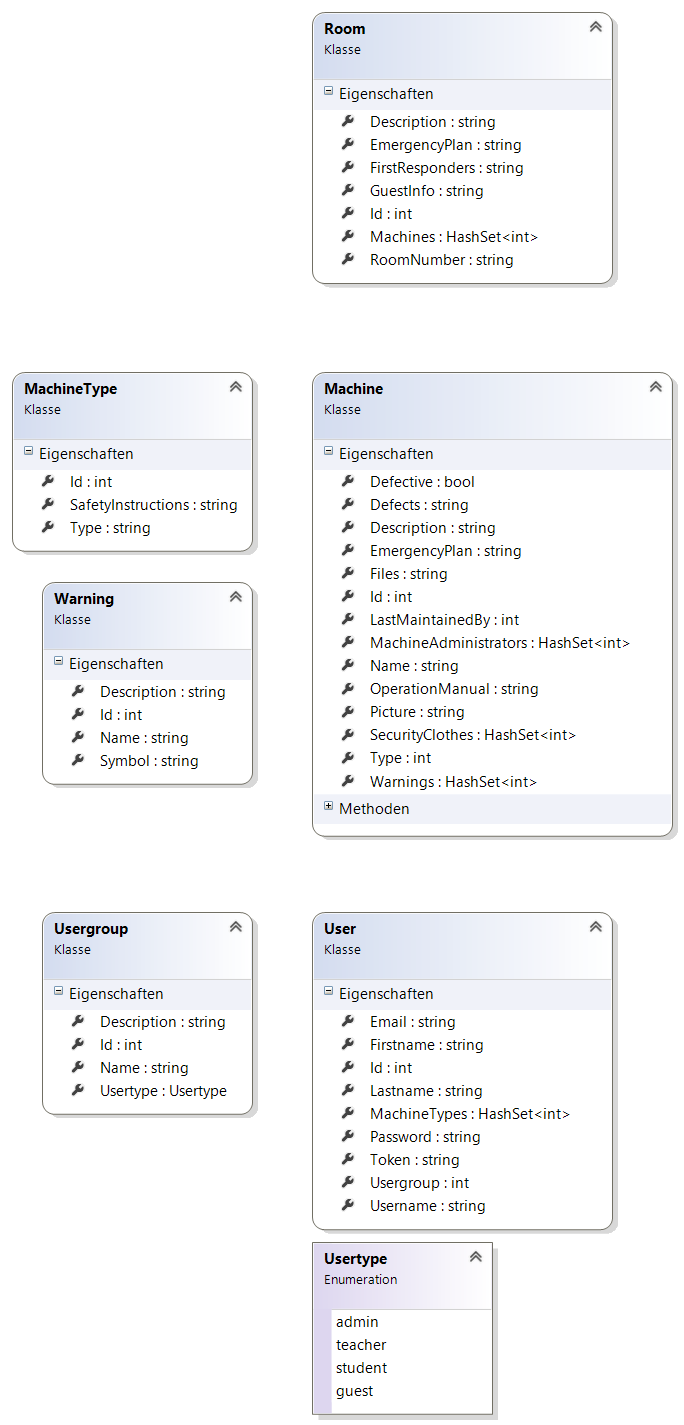 Room
Klasse
Eigenschaften
Description : string
EmergencyPlan : string
FirstResponders : string
GuestInfo : string
Id : int
Machines : HashSet<int>
RoomNumber : string
MachineType
Klasse
Eigenschaften
Id : int
SafetyInstructions : string
Type : string
Machine
Klasse
Eigenschaften
Defective : bool
Defects : string
Description : string
EmergencyPlan : string
Files : string
Id : int
LastMaintainedBy : int
MachineAdministrators : HashSet<int>
Name : string
OperationManual : string
Picture : string
SecurityClothes : HashSet<int>
Type : int
Warnings : HashSet<int>
Methoden
Warning
Klasse
Eigenschaften
Description : string
Id : int
Name : string
Symbol : string
Usergroup
Klasse
Eigenschaften
Description : string
Id : int
Name : string
Usertype : Usertype
User
Klasse
Eigenschaften
Email : string
Firstname : string
Id : int
Lastname : string
MachineTypes : HashSet<int>
Password : string
Token : string
Usergroup : int
Username : string
Usertype
Enumeration
admin
teacher
student
guest